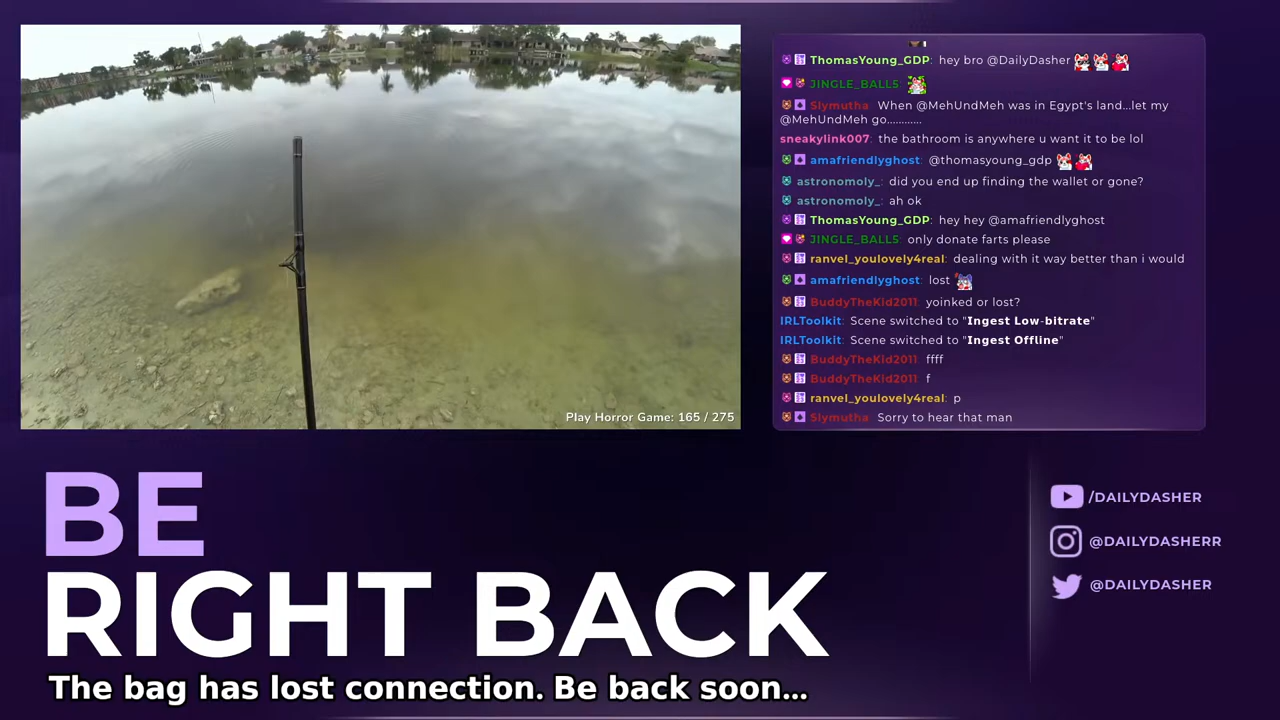 ThomasYoung_GDP: hey bro @DailyDasher
JINGLE_BALL5:
Slymutha: When @MehUndMeh was in Egypt's land...let my
@MehUndMeh go............
sneakylink007: the bathroom is anywhere u want it to be lol
amafriendlyghost: @thomasyoung_gdp
astronomoly_: did you end up finding the wallet or gone?
astronomoly_: ah ok
ThomasYoung_GDP: hey hey @amafriendlyghost
JINGLE_BALL5: only donate farts please
ranvel_youlovely4real: dealing with it way better than i would
amafriendlyghost: lost
BuddyTheKid2011: yoinked or lost?
IRLToolkit: Scene switched to "Ingest Low-bitrate"
IRLToolkit: Scene switched to "Ingest Offline"
BuddyTheKid2011: ffff
BuddyTheKid2011: f
ranvel_youlovely4real: p
Slymutha: Sorry to hear that man
Play Horror Game: 165 / 275
BE
RIGHT BACK
The bag has lost connection. Be back soon...
/DAILYDASHER
@DAILYDASHERR
@DAILYDASHER